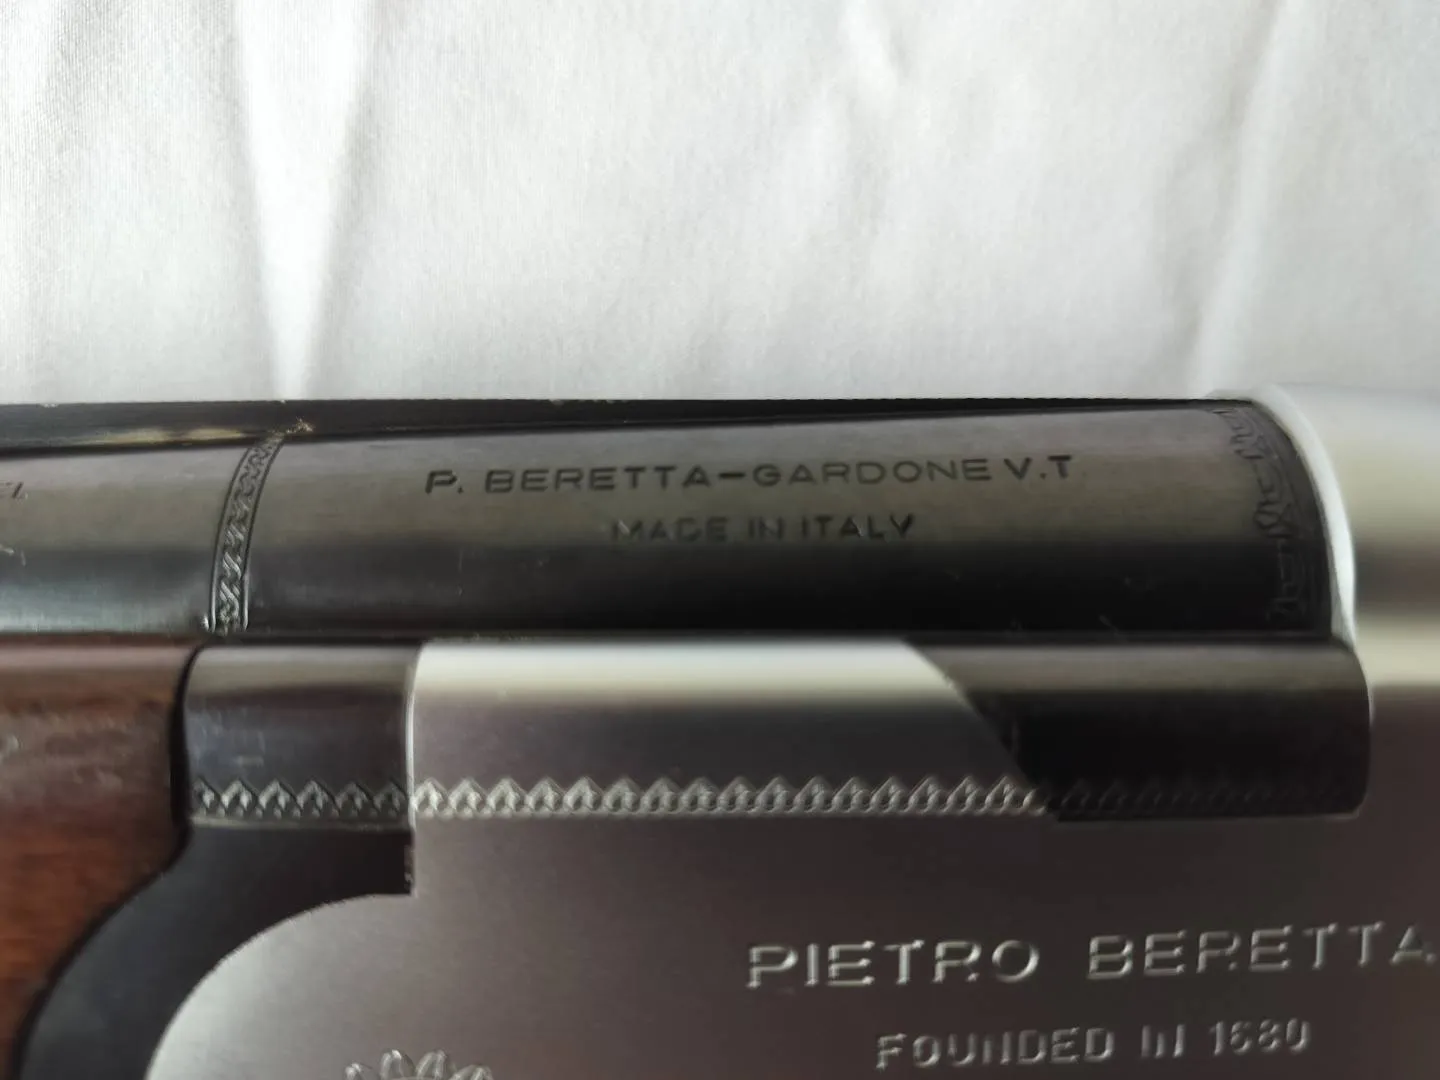 P. BERETTA-GARDONE V.T
MADE IN ITALY
PIETRO BERETTA
FOUNDED IN 1680